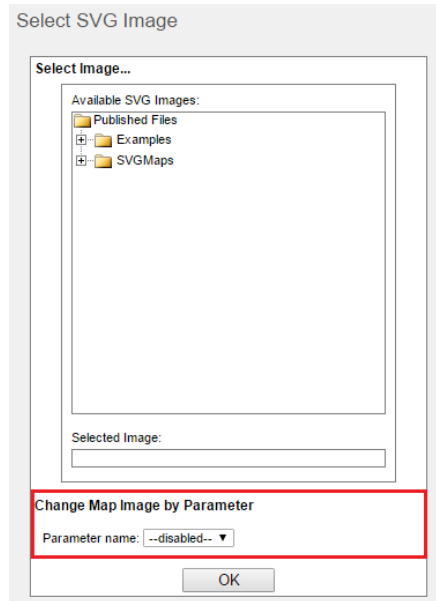 Select SVG Image
Select Image...
Available SVG Images:
Published Files
Examples
SVGMaps
Selected Image:
Change Map Image by Parameter
Parameter name: --disabled--
OK